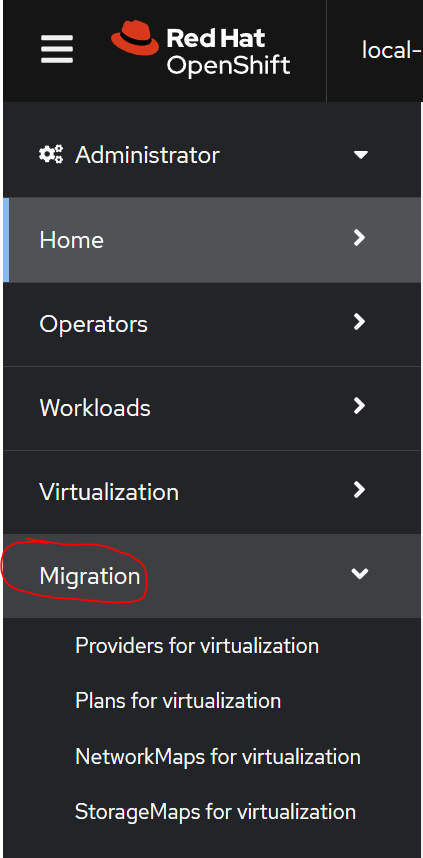 Red Hat
OpenShift
local-
Administrator
Home
Operators
Workloads
Virtualization
Migration
Providers for virtualization
Plans for virtualization
NetworkMaps for virtualization
StorageMaps for virtualization